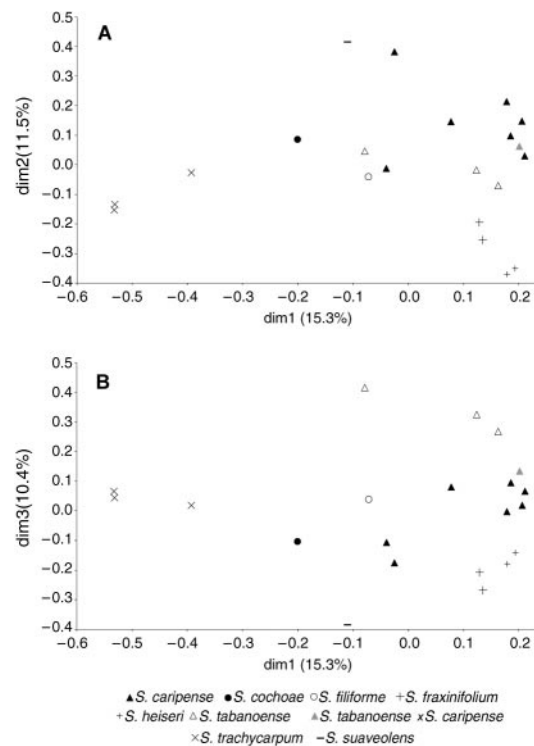 A
0.5
0.4
0.3
0.2
0.1
0.0
−0.1
−0.2
−0.3
−0.4
dim2(11.5%)
−0.6 −0.5 −0.4 −0.3 −0.2 −0.1 0.0 0.1 0.2
dim1 (15.3%)
B
0.5
0.4
0.3
0.2
0.1
0.0
−0.1
−0.2
−0.3
−0.4
dim3(10.4%)
−0.6 −0.5 −0.4 −0.3 −0.2 −0.1 0.0 0.1 0.2
dim1 (15.3%)
▲S. caripense ●S. cochoae ○S. filiforme +S. fraxinifolium
+S. heiseri △S. tabanoense ▲S. tabanoense xS. caripense
×S. trachycarpum −S. suaveolens